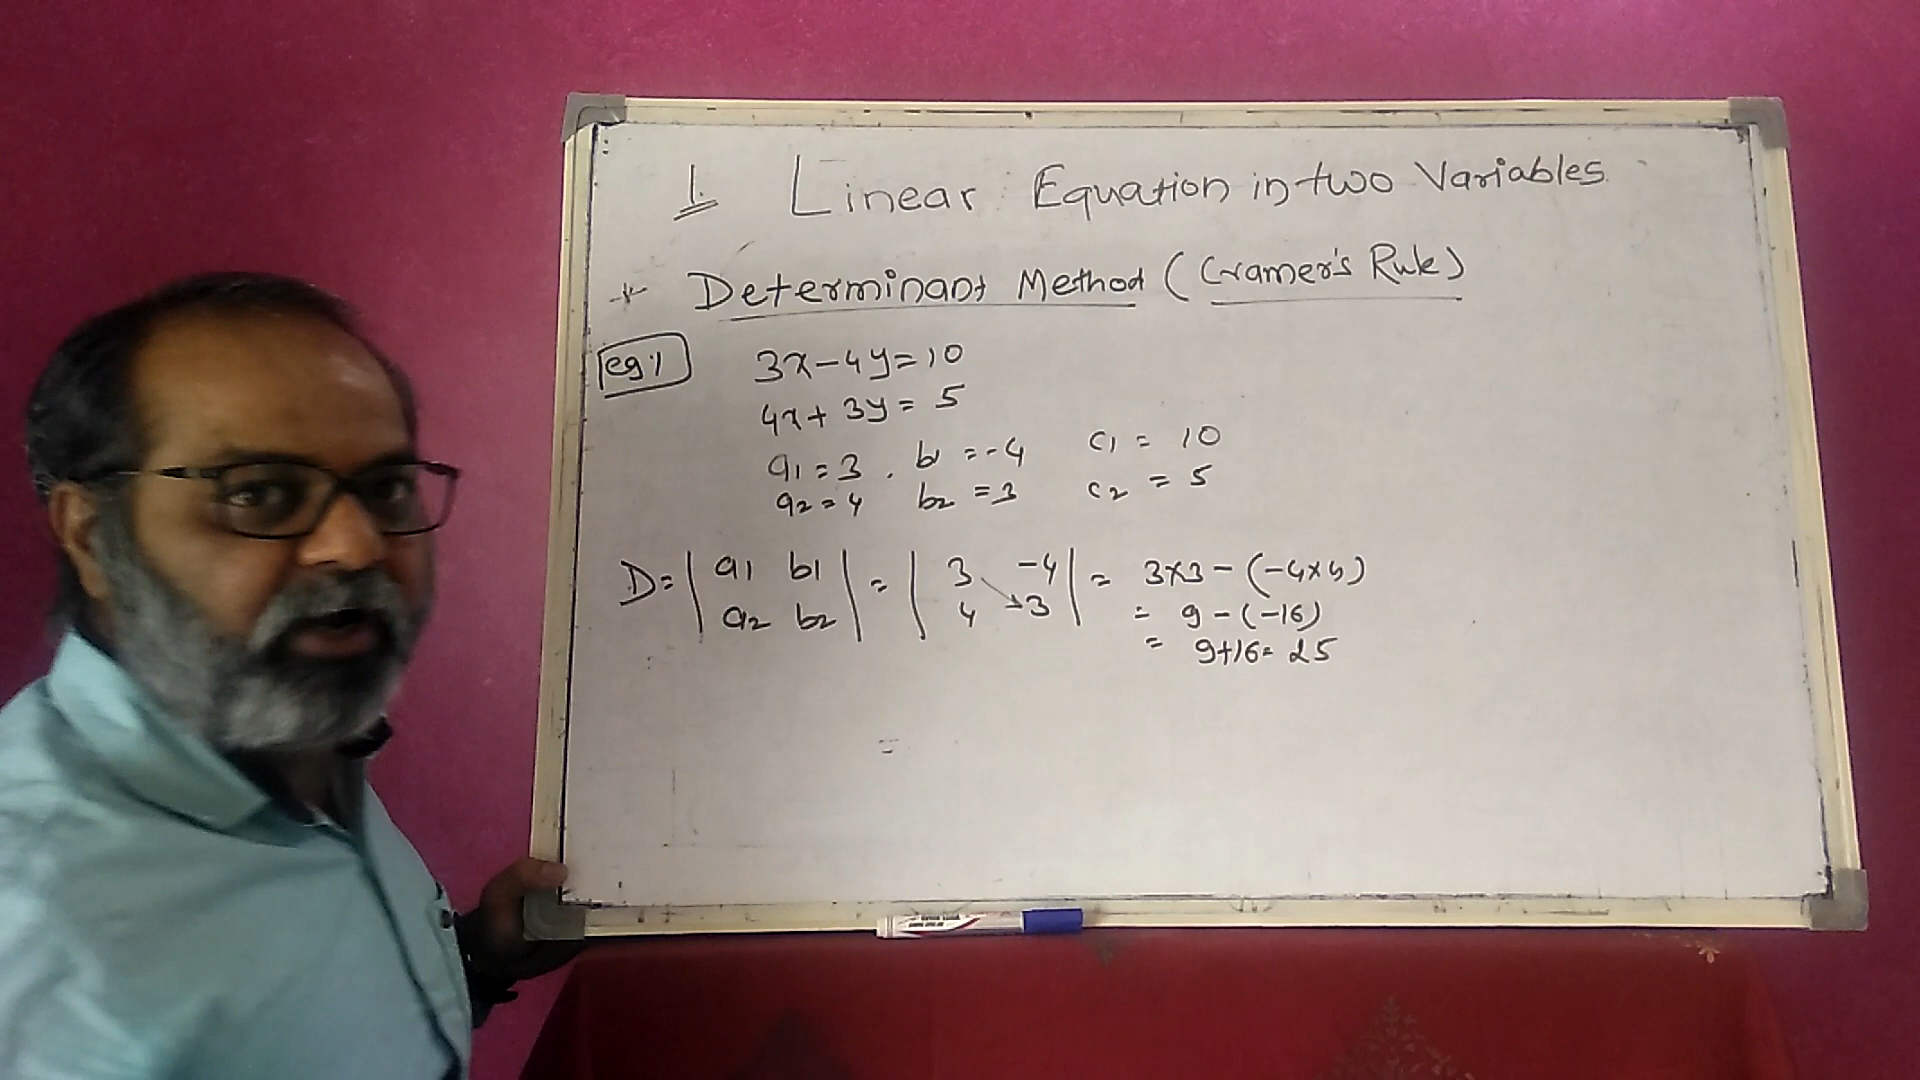 1. Linear Equation in two Variables.
* Determinant Method (Cramer's Rule)
eg:1 3x-4y=10
4x+3y=5
a1=3, b1=-4 c1=10
a2=4 b2=3 c2=5
D=|a1 b1| = |3 -4| = 3x3-(-4x4)
|a2 b2| |4 3| = 9-(-16)
= 9+16=25
=